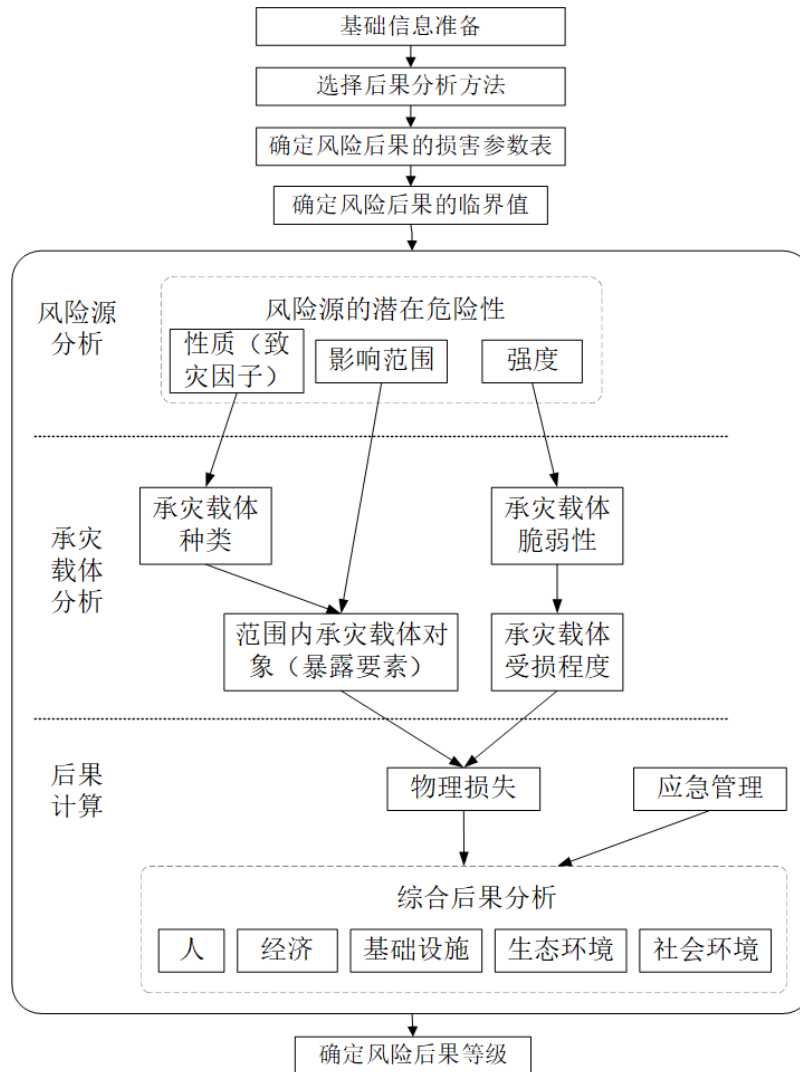 基础信息准备
选择后果分析方法
确定风险后果的损害参数表
确定风险后果的临界值
风险源
分析
风险源的潜在危险性
性质（致
灾因子）
影响范围
强度
承灾
载体
分析
承灾载体
种类
承灾载体
脆弱性
范围内承灾载体对
象（暴露要素）
承灾载体
受损程度
后果
计算
物理损失
应急管理
综合后果分析
人
经济
基础设施
生态环境
社会环境
确定风险后果等级